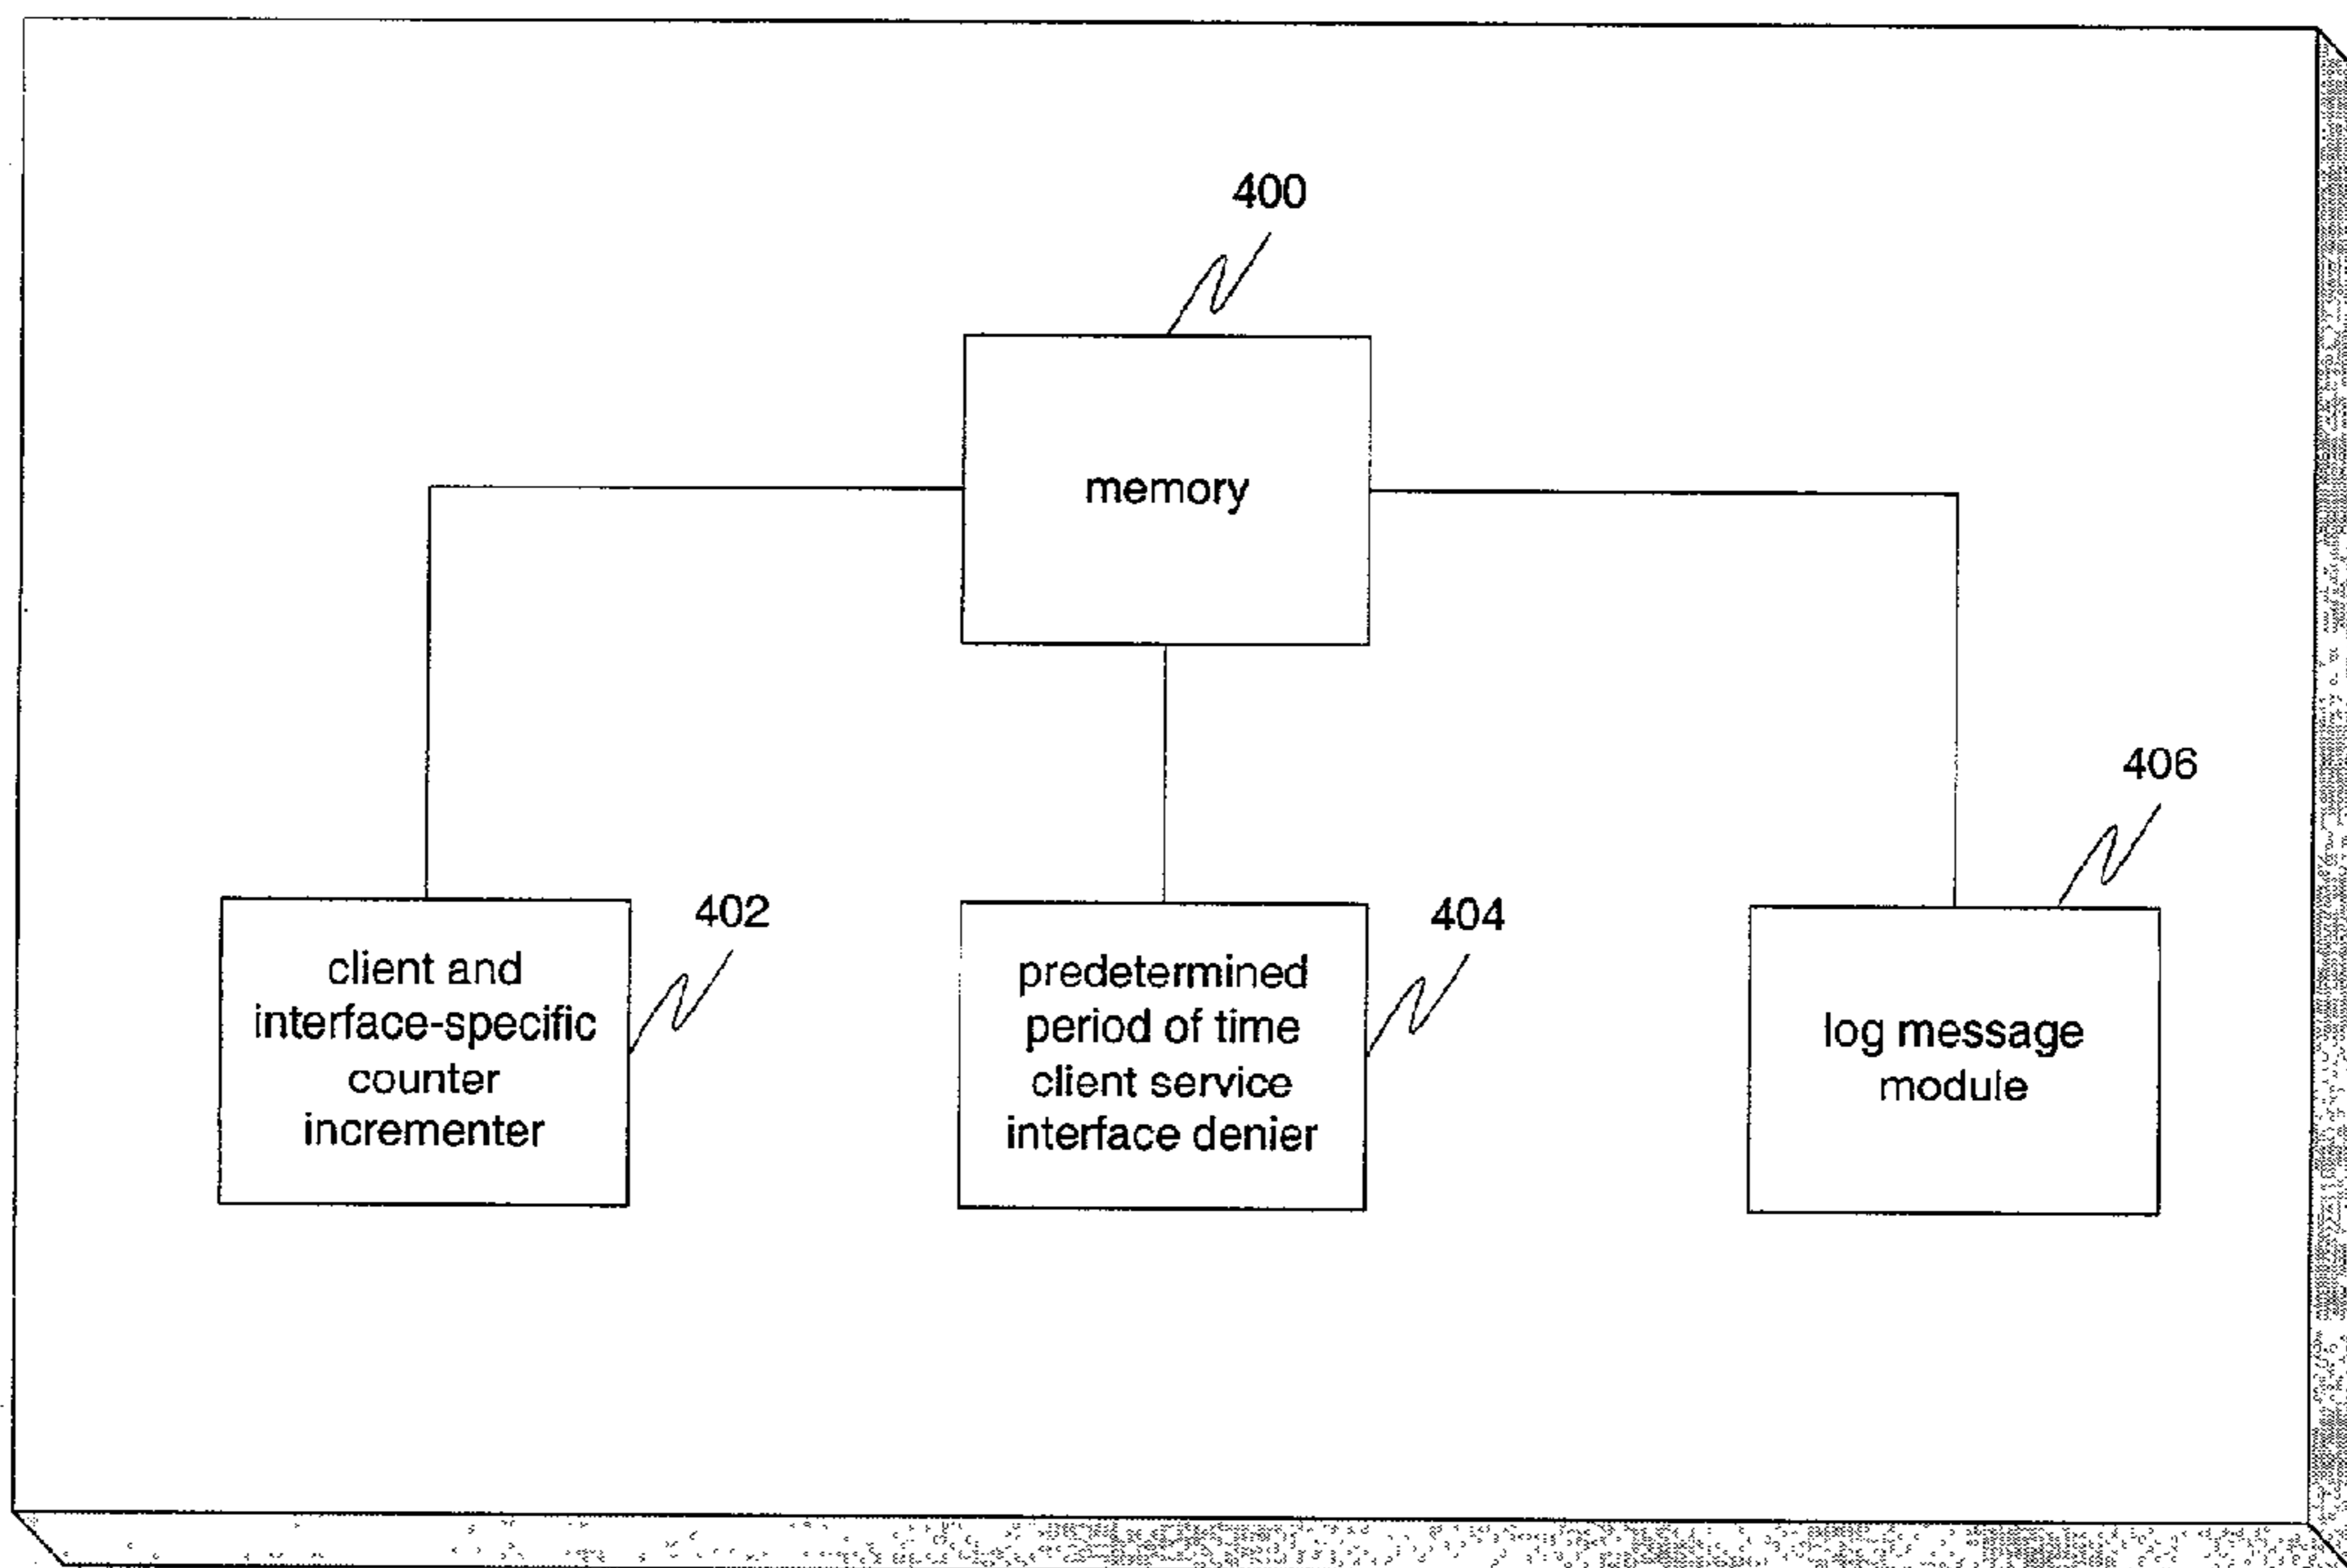 400
memory
406
402
404
client and
interface-specific
counter
incrementer
predetermined
period of time
client service
interface denier
log message
module